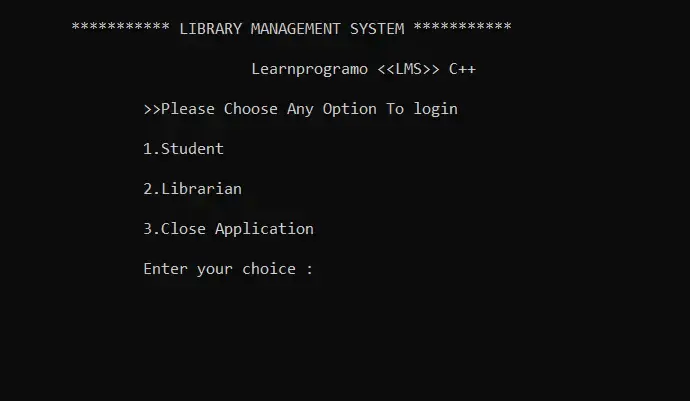 *********** LIBRARY MANAGEMENT SYSTEM ***********
Learnprogramo <<LMS>> C++
>>Please Choose Any Option To login
1.Student
2.Librarian
3.Close Application
Enter your choice :